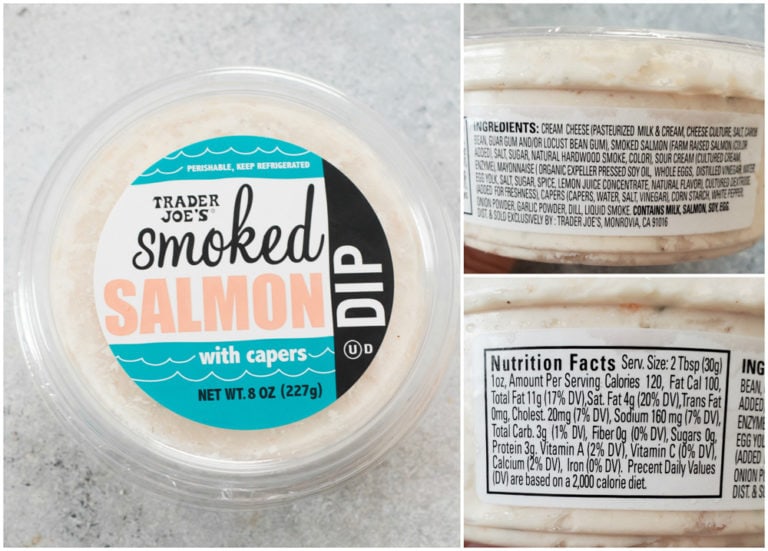 PERISHABLE, KEEP REFRIGERATED
TRADER
JOE'S®
smoked
SALMON
DIP
with capers
U D
NET WT. 8 OZ (227g)
INGREDIENTS: CREAM CHEESE (PASTEURIZED MILK & CREAM, CHEESE CULTURE, SALT, CAROB
BEAN, GUAR GUM AND/OR LOCUST BEAN GUM), SMOKED SALMON (FARM RAISED SALMON (COLOR
ADDED), SALT, SUGAR, NATURAL HARDWOOD SMOKE, COLOR) SOUR CREAM (CULTURED CREAM,
ENZYME), MAYONNAISE (ORGANIC EXPELLER PRESSED SOY OIL, WHOLE EGGS, DISTILLED VINEGAR, WATER,
EGG YOLK, SALT, SUGAR, SPICE, LEMON JUICE CONCENTRATE, NATURAL FLAVOR), CULTURED DEXTROSE
(ADDED FOR FRESHNESS), CAPERS (CAPERS, WATER, SALT, VINEGAR), CORN STARCH, WHITE PEPPER,
ONION POWDER, GARLIC POWDER, DILL, LIQUID SMOKE. CONTAINS MILK, SALMON, SOY, EGG.
DIST. & SOLD EXCLUSIVELY BY: TRADER JOE'S, MONROVIA, CA 91016
Nutrition Facts Serv. Size: 2 Tbsp (30g)
1oz, Amount Per Serving Calories 120, Fat Cal 100,
Total Fat 11g (17% DV), Sat. Fat 4g (20% DV), Trans Fat
0mg, Cholest. 20mg (7% DV), Sodium 160 mg (7% DV),
Total Carb. 3g (1% DV), Fiber 0g (0% DV), Sugars 0g,
Protein 3g, Vitamin A (2% DV), Vitamin C (0% DV),
Calcium (2% DV), Iron (0% DV). Precent Daily Values
(DV) are based on a 2,000 calorie diet.
ING
BEAN,
ADDED
ENZYME
EGG YOL
(ADDED
ONION P
DIST. & S